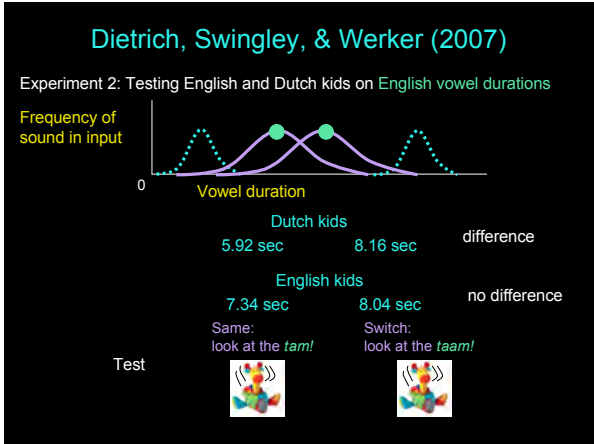 Dietrich, Swingley, & Werker (2007)
Experiment 2: Testing English and Dutch kids on English vowel durations
Frequency of
sound in input
0
Vowel duration
Dutch kids
5.92 sec 8.16 sec
difference
English kids
7.34 sec 8.04 sec
no difference
Same:
look at the tam!
Switch:
look at the taam!
Test